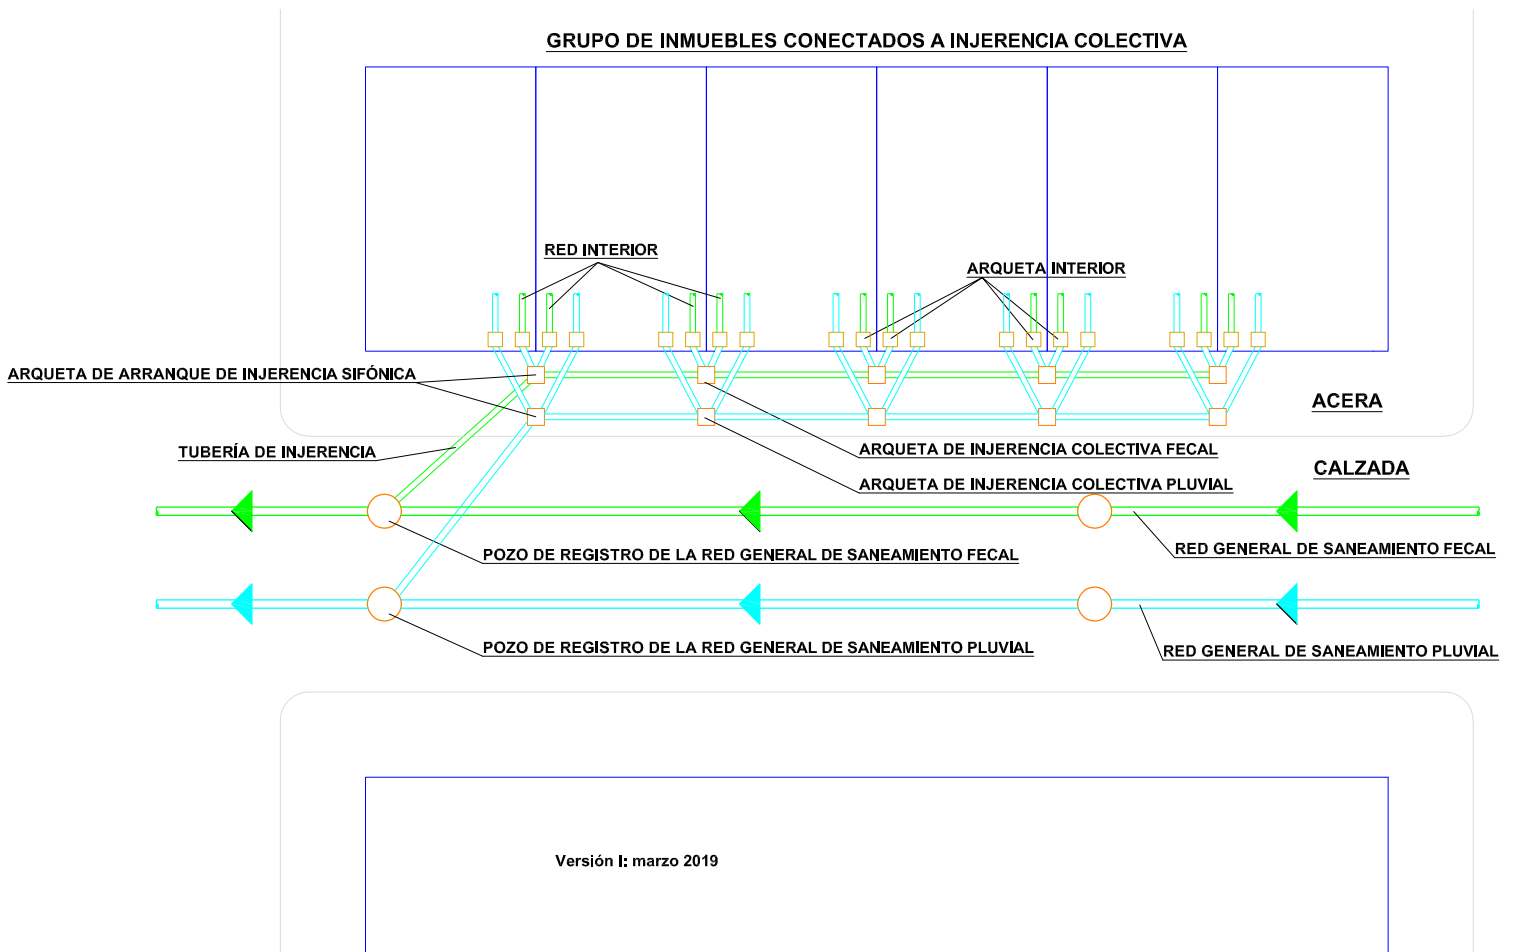 GRUPO DE INMUEBLES CONECTADOS A INJERENCIA COLECTIVA
RED INTERIOR
ARQUETA INTERIOR
ARQUETA DE ARRANQUE DE INJERENCIA SIFÓNICA
ACERA
TUBERÍA DE INJERENCIA
ARQUETA DE INJERENCIA COLECTIVA FECAL
CALZADA
ARQUETA DE INJERENCIA COLECTIVA PLUVIAL
POZO DE REGISTRO DE LA RED GENERAL DE SANEAMIENTO FECAL
RED GENERAL DE SANEAMIENTO FECAL
POZO DE REGISTRO DE LA RED GENERAL DE SANEAMIENTO PLUVIAL
RED GENERAL DE SANEAMIENTO PLUVIAL
Versión I: marzo 2019